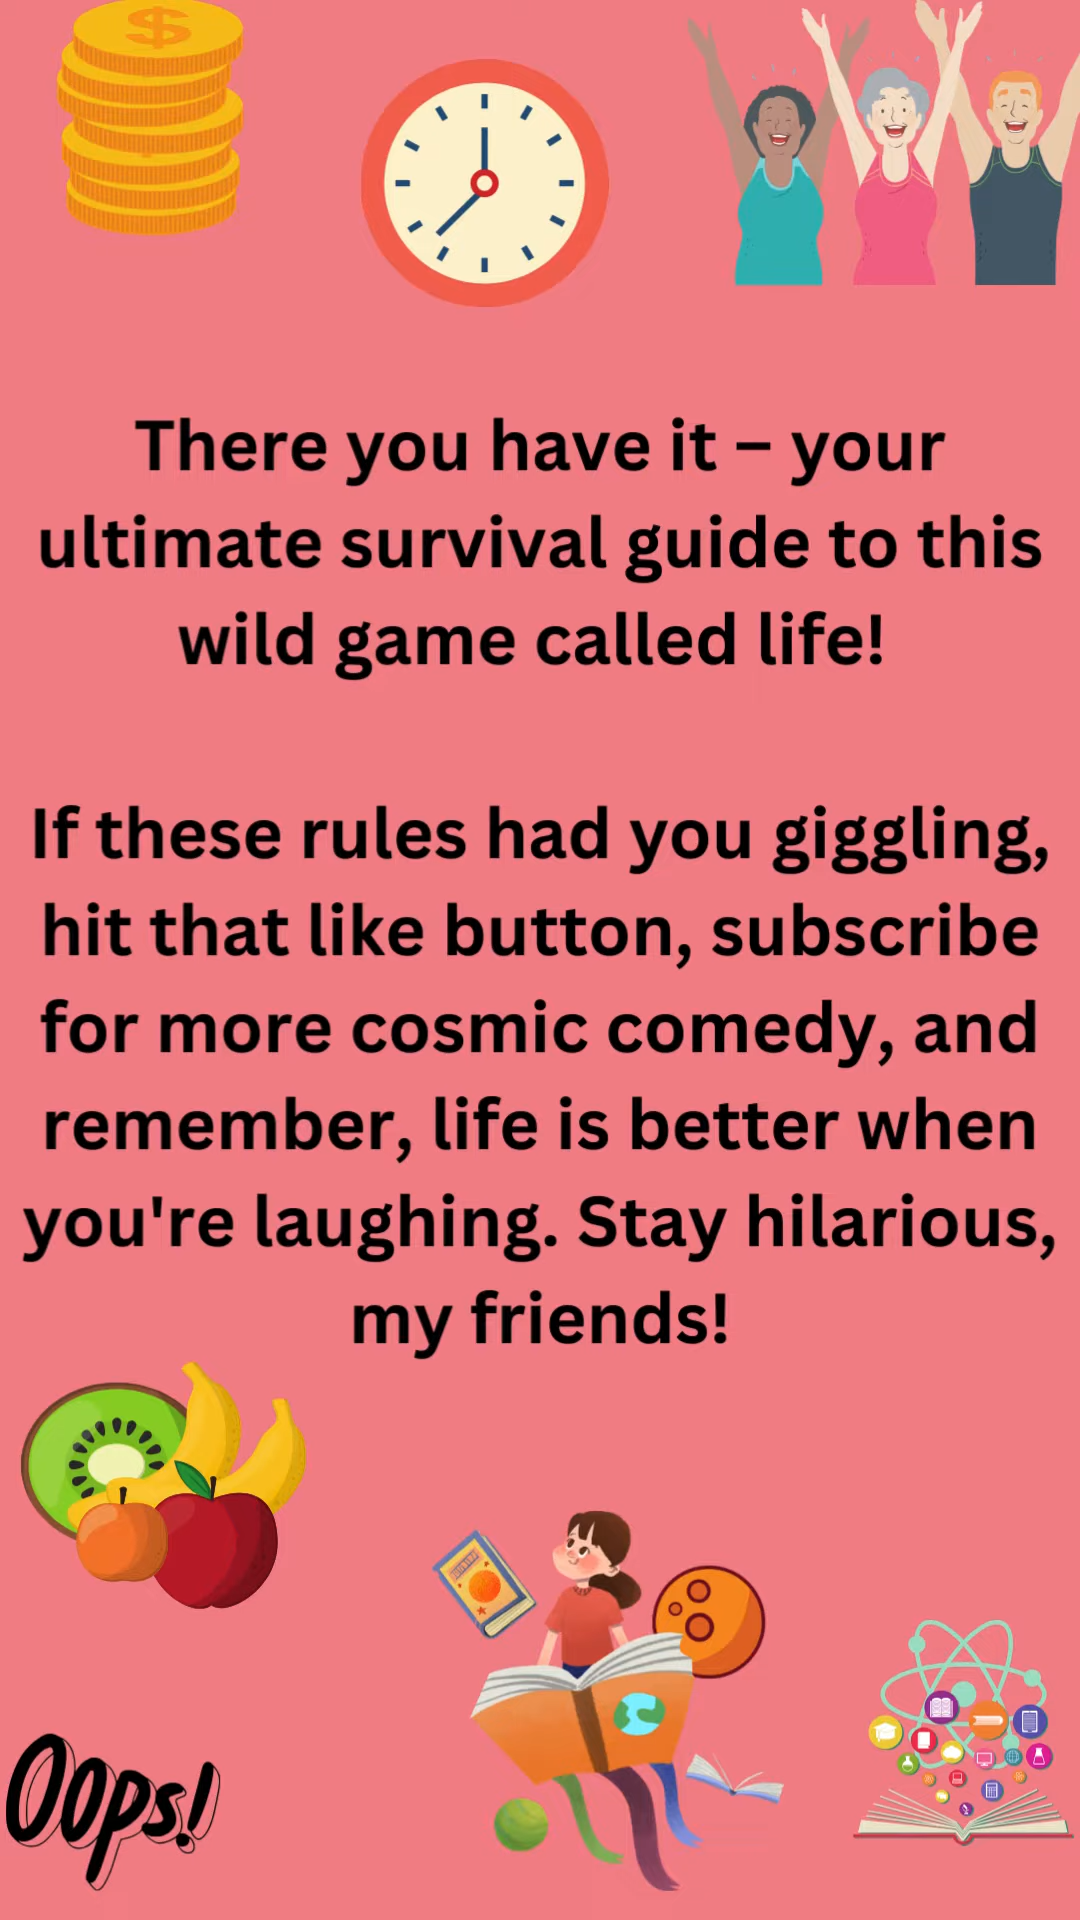 $
There you have it – your
ultimate survival guide to this
wild game called life!
If these rules had you giggling,
hit that like button, subscribe
for more cosmic comedy, and
remember, life is better when
you're laughing. Stay hilarious,
my friends!
Oops!